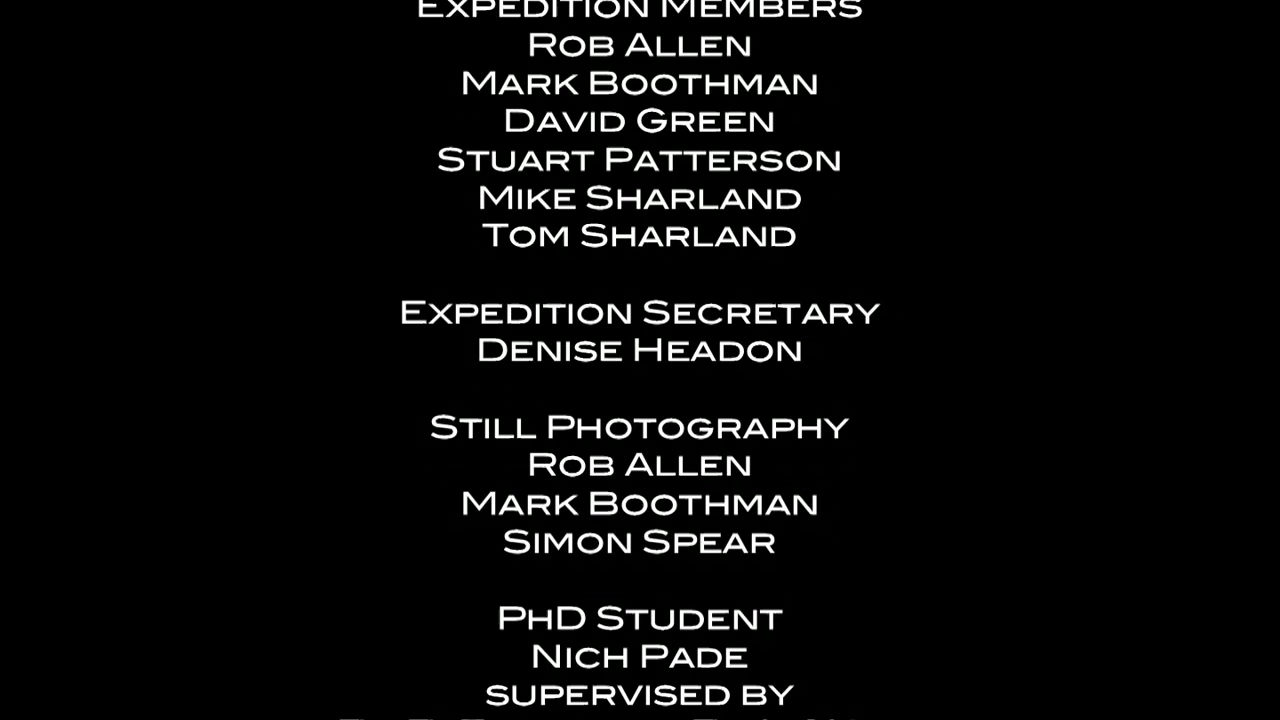 Expedition Members
Rob Allen
Mark Boothman
David Green
Stuart Patterson
Mike Sharland
Tom Sharland
Expedition Secretary
Denise Headon
Still Photography
Rob Allen
Mark Boothman
Simon Spear
PhD Student
Nich Pade
supervised by